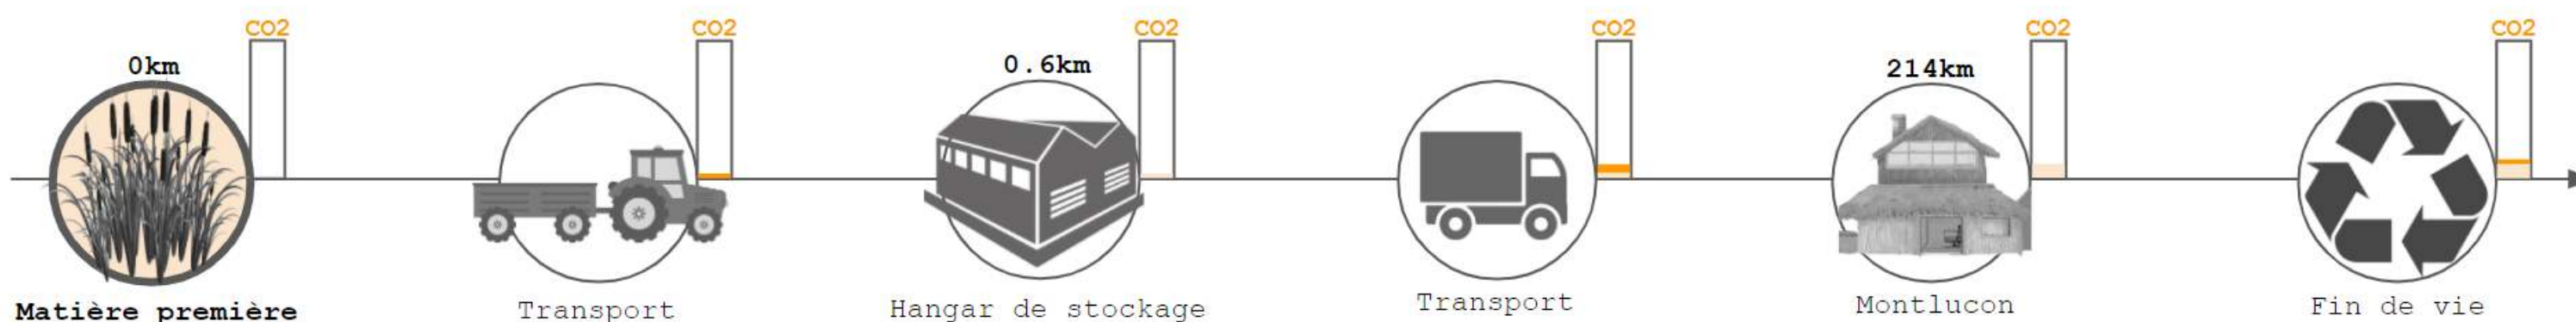 CO2 CO2 CO2 CO2 CO2 CO2
0km 0.6km 214km
Matière première Transport Hangar de stockage Transport Montlucon Fin de vie